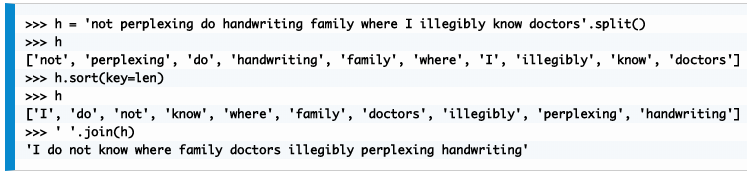 >>> h = 'not perplexing do handwriting family where I illegibly know doctors'.split()
>>> h
['not', 'perplexing', 'do', 'handwriting', 'family', 'where', 'I', 'illegibly', 'know', 'doctors']
>>> h.sort(key=len)
>>> h
['I', 'do', 'not', 'know', 'where', 'family', 'doctors', 'illegibly', 'perplexing', 'handwriting']
>>> ' '.join(h)
'I do not know where family doctors illegibly perplexing handwriting'